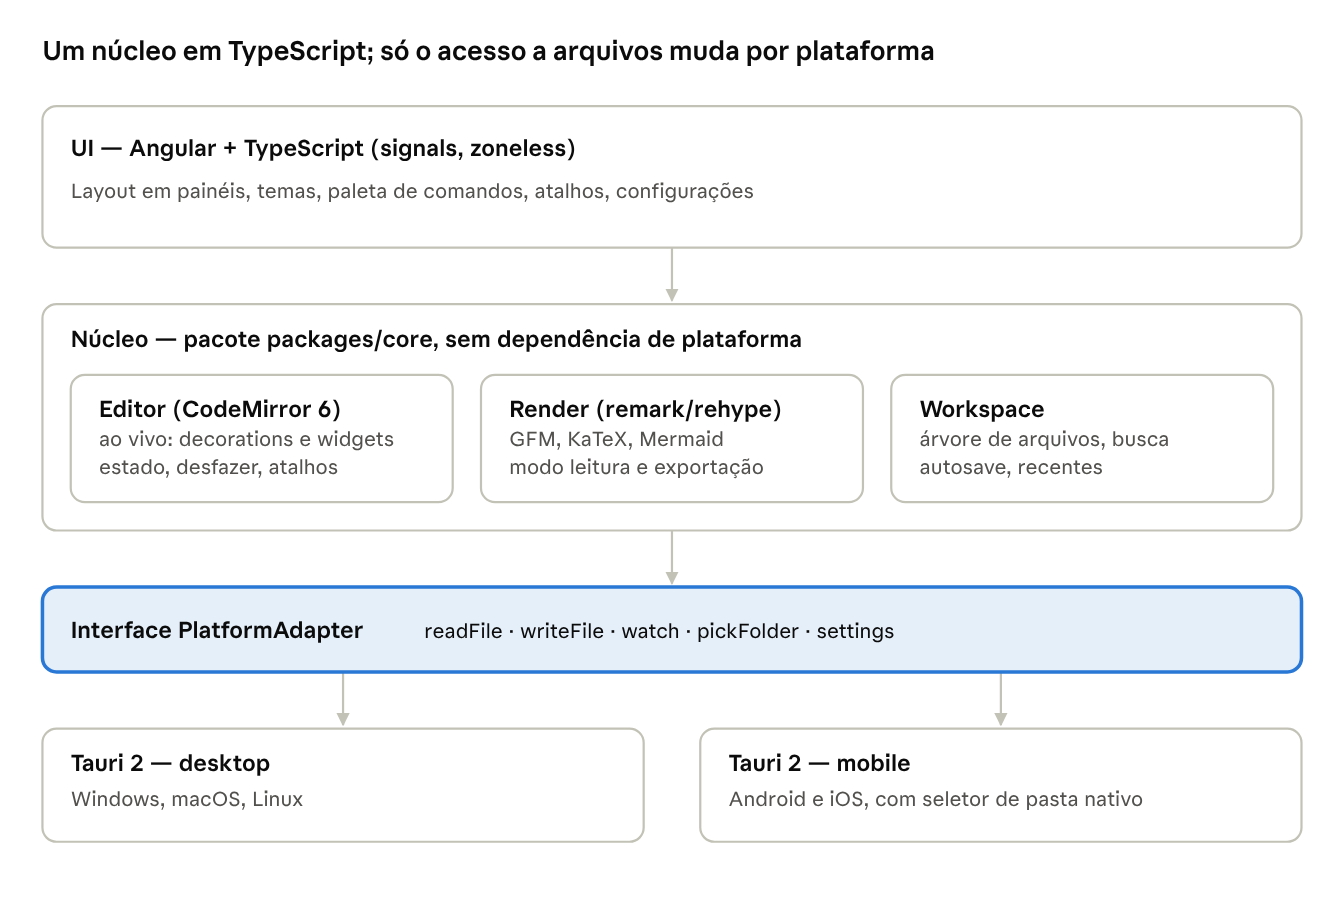 Um núcleo em TypeScript; só o acesso a arquivos muda por plataforma
UI — Angular + TypeScript (signals, zoneless)
Layout em painéis, temas, paleta de comandos, atalhos, configurações
Núcleo — pacote packages/core, sem dependência de plataforma
Editor (CodeMirror 6)
ao vivo: decorations e widgets
estado, desfazer, atalhos
Render (remark/rehype)
GFM, KaTeX, Mermaid
modo leitura e exportação
Workspace
árvore de arquivos, busca
autosave, recentes
Interface PlatformAdapter
readFile · writeFile · watch · pickFolder · settings
Tauri 2 — desktop
Windows, macOS, Linux
Tauri 2 — mobile
Android e iOS, com seletor de pasta nativo